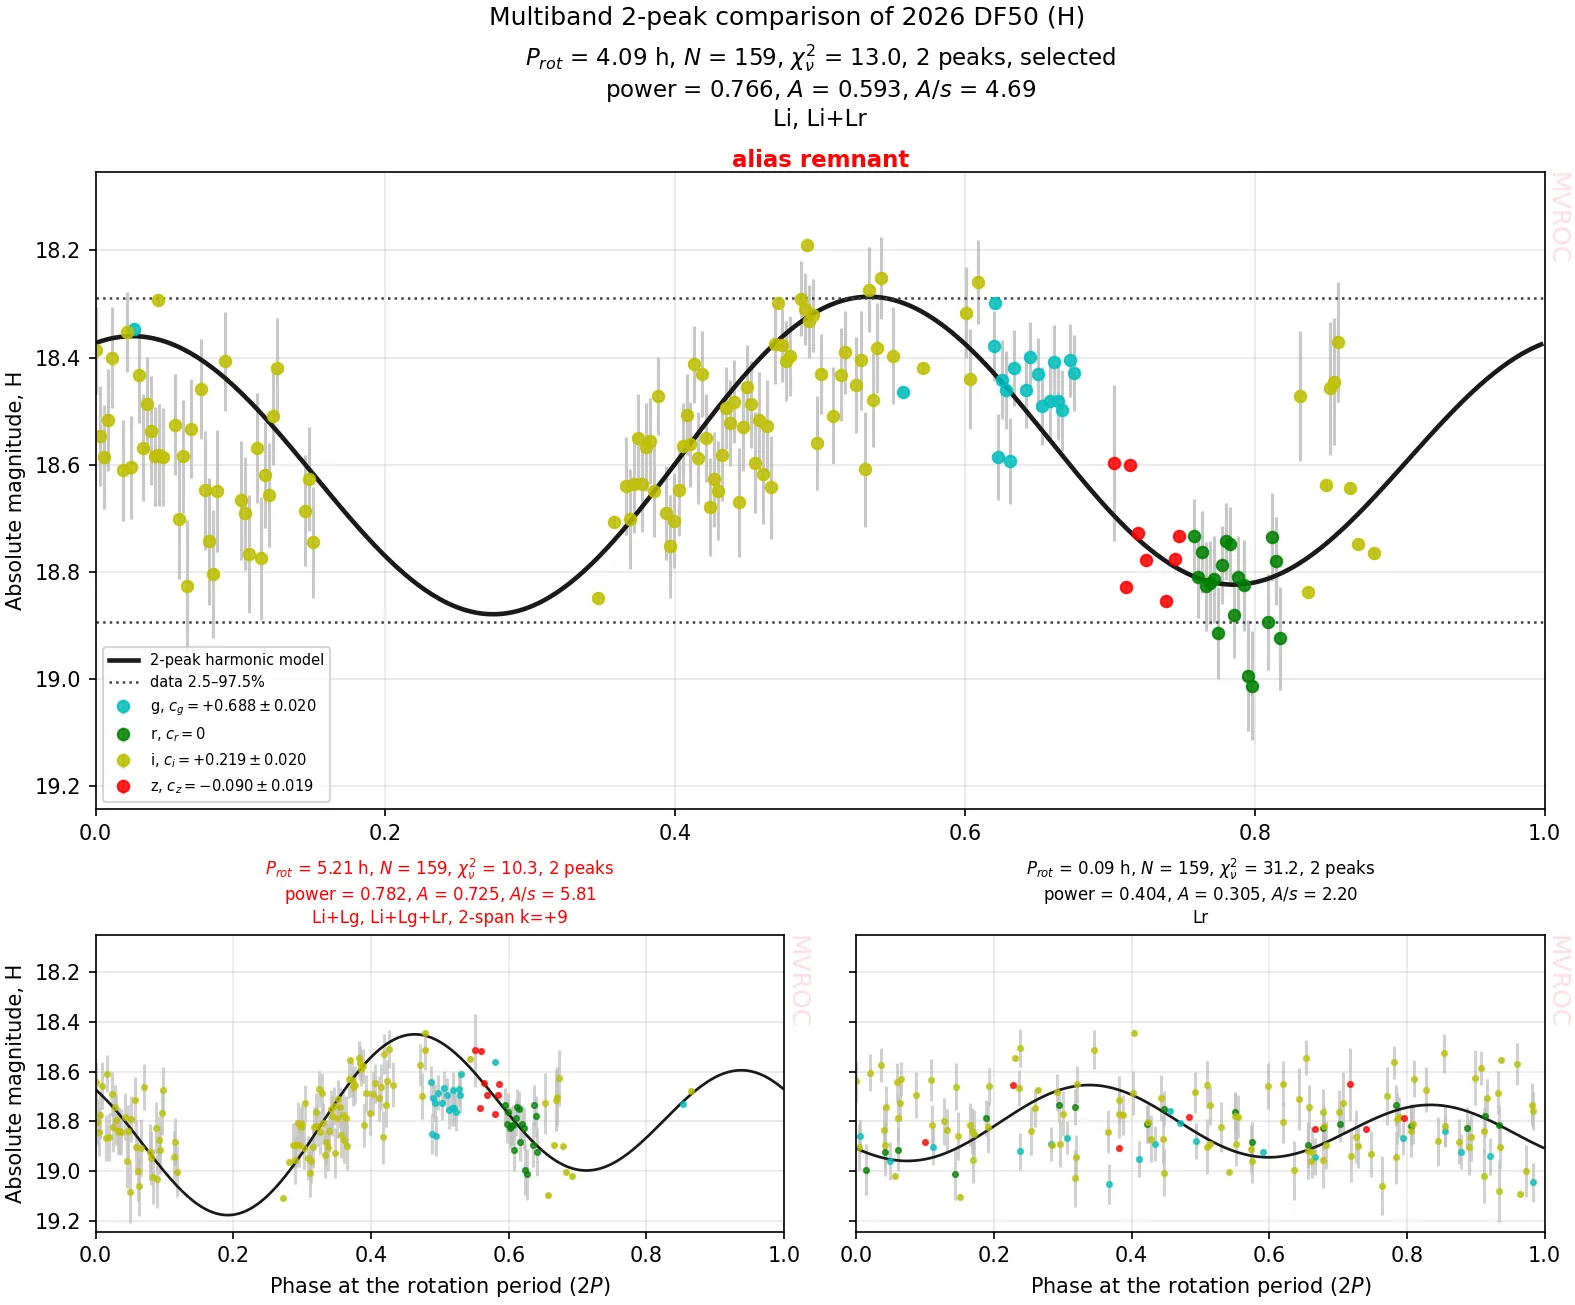 Multiband 2-peak comparison of 2026 DF50 (H)
P_rot = 4.09 h, N = 159, χ²_ν = 13.0, 2 peaks, selected
power = 0.766, A = 0.593, A/s = 4.69
Li, Li+Lr
alias remnant
MVROC
Absolute magnitude, H
18.2
18.4
18.6
18.8
19.0
19.2
2-peak harmonic model
data 2.5–97.5%
g, c_g = +0.688 ± 0.020
r, c_r = 0
i, c_i = +0.219 ± 0.020
z, c_z = −0.090 ± 0.019
0.0 0.2 0.4 0.6 0.8 1.0
P_rot = 5.21 h, N = 159, χ²_ν = 10.3, 2 peaks
power = 0.782, A = 0.725, A/s = 5.81
Li+Lg, Li+Lg+Lr, 2-span k=+9
MVROC
Absolute magnitude, H
18.2
18.4
18.6
18.8
19.0
19.2
0.0 0.2 0.4 0.6 0.8 1.0
Phase at the rotation period (2P)
P_rot = 0.09 h, N = 159, χ²_ν = 31.2, 2 peaks
power = 0.404, A = 0.305, A/s = 2.20
Lr
MVROC
0.0 0.2 0.4 0.6 0.8 1.0
Phase at the rotation period (2P)